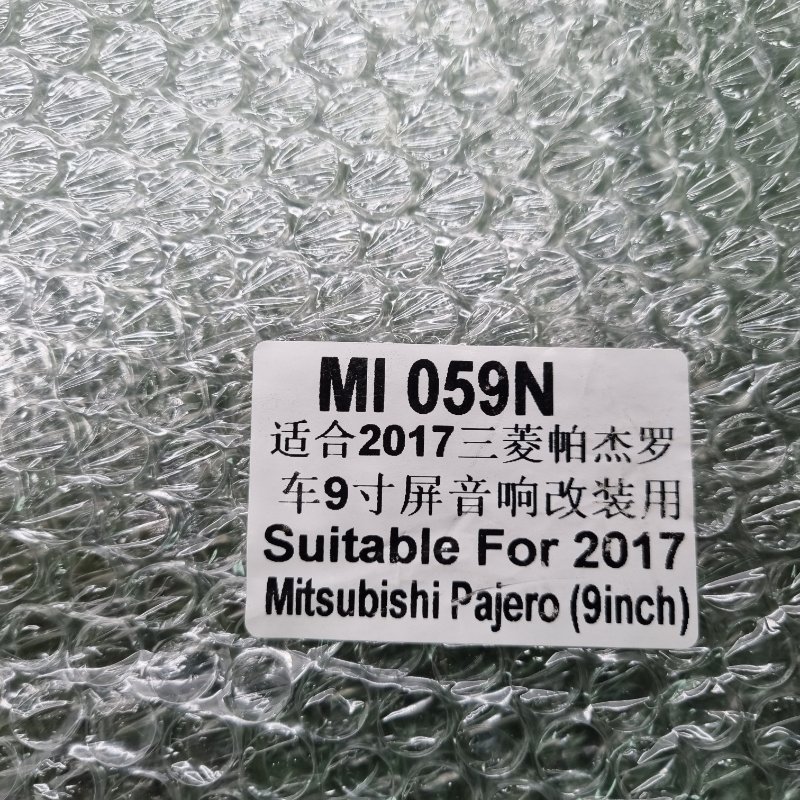 MI 059N
适合2017三菱帕杰罗
车9寸屏音响改装用
Suitable For 2017
Mitsubishi Pajero (9inch)